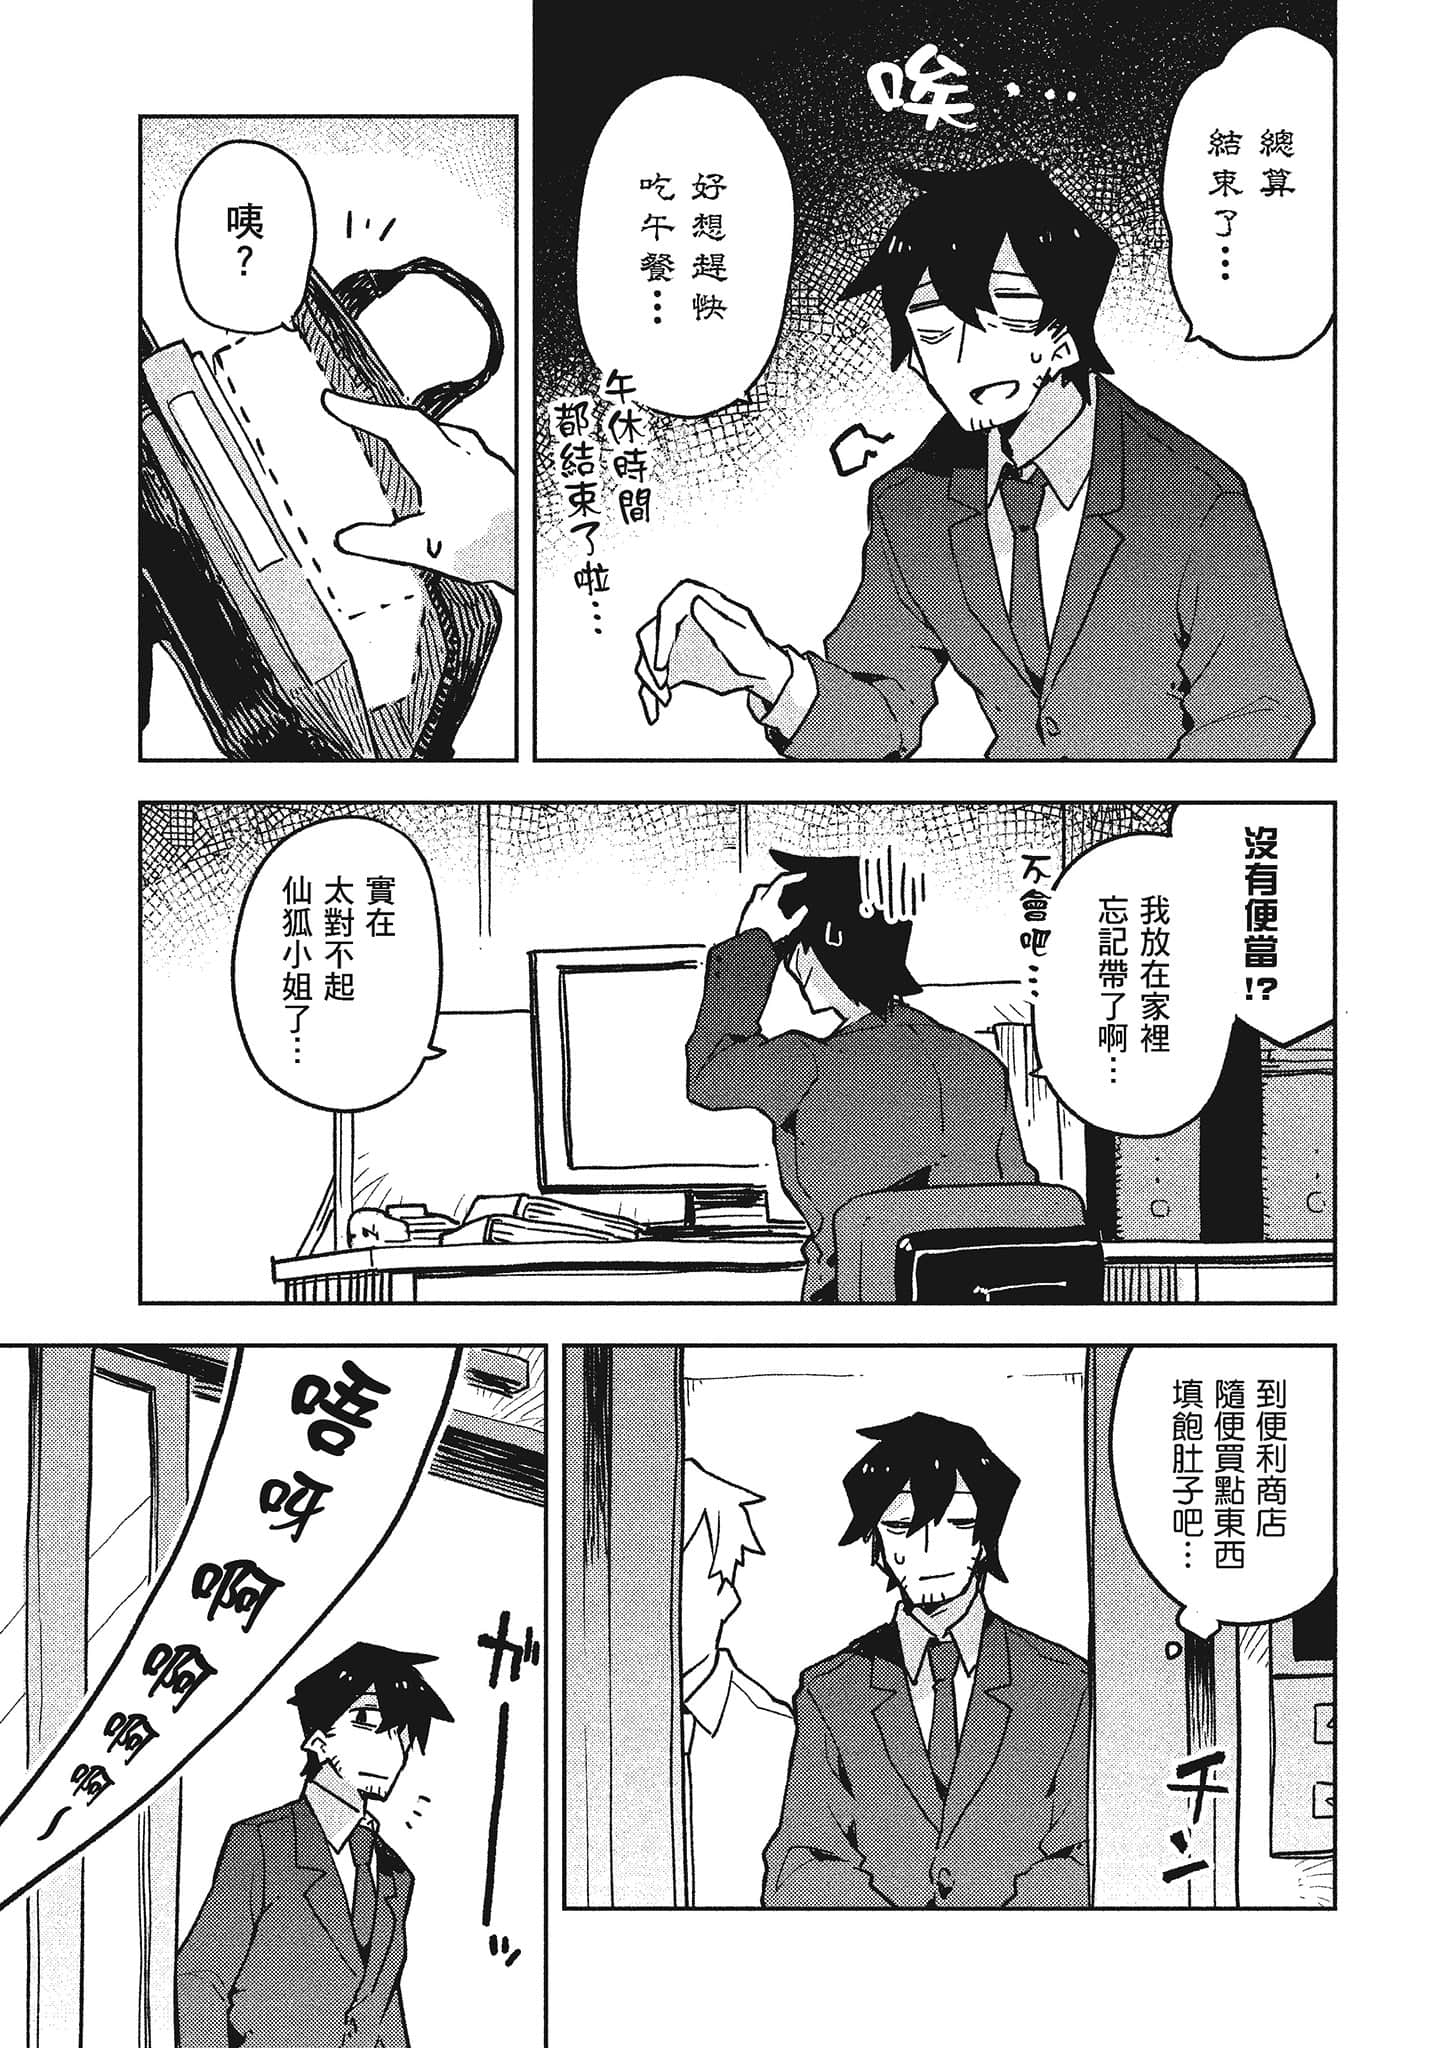 總算
結束了…
唉…
好想趕快
吃午餐…
午休時間
都結束了啦…
咦？
沒有便當!?
我放在家裡
忘記帶了啊…
不會吧…
實在
太對不起
仙狐小姐了…
到便利商店
隨便買點東西
填飽肚子吧…
チン
ギーッ
唔呀啊啊啊啊~